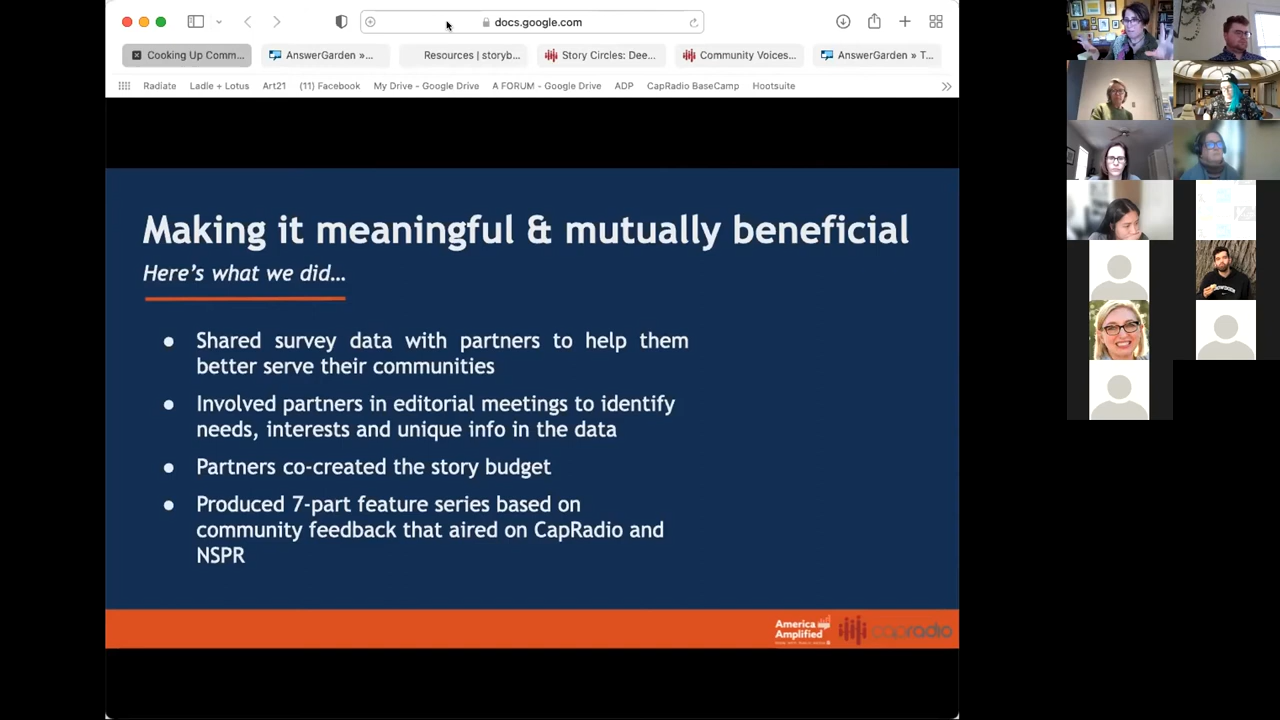 docs.google.com
Cooking Up Comm...
AnswerGarden »...
Resources | storyb...
Story Circles: Dee...
Community Voices...
AnswerGarden » T...
Radiate
Ladle + Lotus
Art21
(11) Facebook
My Drive - Google Drive
A FORUM - Google Drive
ADP
CapRadio BaseCamp
Hootsuite
Making it meaningful & mutually beneficial
Here's what we did...
● Shared survey data with partners to help them
better serve their communities
● Involved partners in editorial meetings to identify
needs, interests and unique info in the data
● Partners co-created the story budget
● Produced 7-part feature series based on
community feedback that aired on CapRadio and
NSPR
America
Amplified
capradio